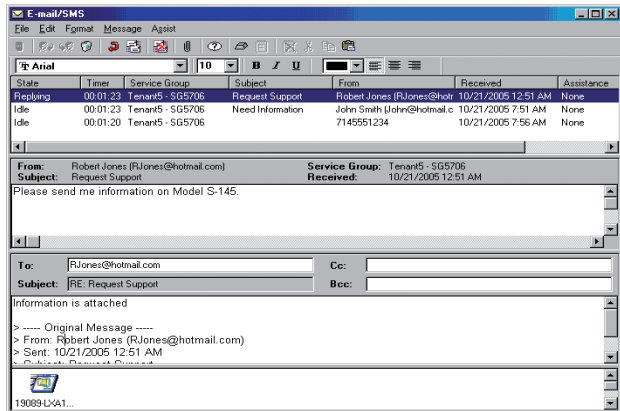 E-mail/SMS
File Edit Format Message Assist
Arial 10 B I U
State Timer Service Group Subject From Received Assistance
Replying 00:01:23 Tenant5 - SG5706 Request Support Robert Jones (RJones@hotr 10/21/2005 12:51 AM None
Idle 00:01:23 Tenant5 - SG5706 Need Information John Smith (John@hotmail.c 10/21/2005 7:51 AM None
Idle 00:01:20 Tenant5 - SG5706 7145551234 10/21/2005 7:56 AM None
From: Robert Jones (RJones@hotmail.com) Service Group: Tenant5 - SG5706
Subject: Request Support Received: 10/21/2005 12:51 AM
Please send me information on Model S-145.
To: RJones@hotmail.com Cc:
Subject: RE: Request Support Bcc:
Information is attached
> ----- Original Message -----
> From: Robert Jones (RJones@hotmail.com)
> Sent: 10/21/2005 12:51 AM
> Subject: Request Support
19089-LXA1...